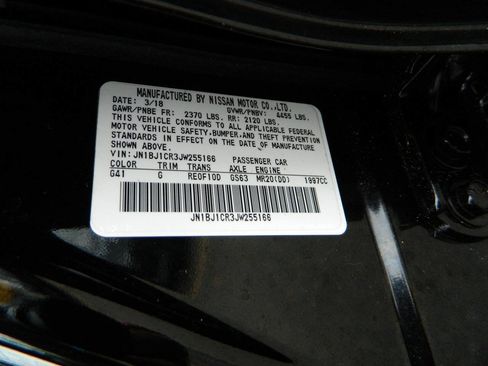 MANUFACTURED BY NISSAN MOTOR CO.,LTD.
DATE: 3/18 GVWR/PNBV: 4455 LBS.
GAWR/PNBE FR: 2370 LBS. RR: 2120 LBS.
THIS VEHICLE CONFORMS TO ALL APPLICABLE FEDERAL
MOTOR VEHICLE SAFETY,BUMPER,AND THEFT PREVENTION
STANDARDS IN EFFECT ON THE DATE OF MANUFACTURE
SHOWN ABOVE.
VIN: JN1BJ1CR3JW255166 PASSENGER CAR
COLOR TRIM TRANS AXLE ENGINE
G41 G RE0F10D GS63 MR20(DD) 1997CC
JN1BJ1CR3JW255166